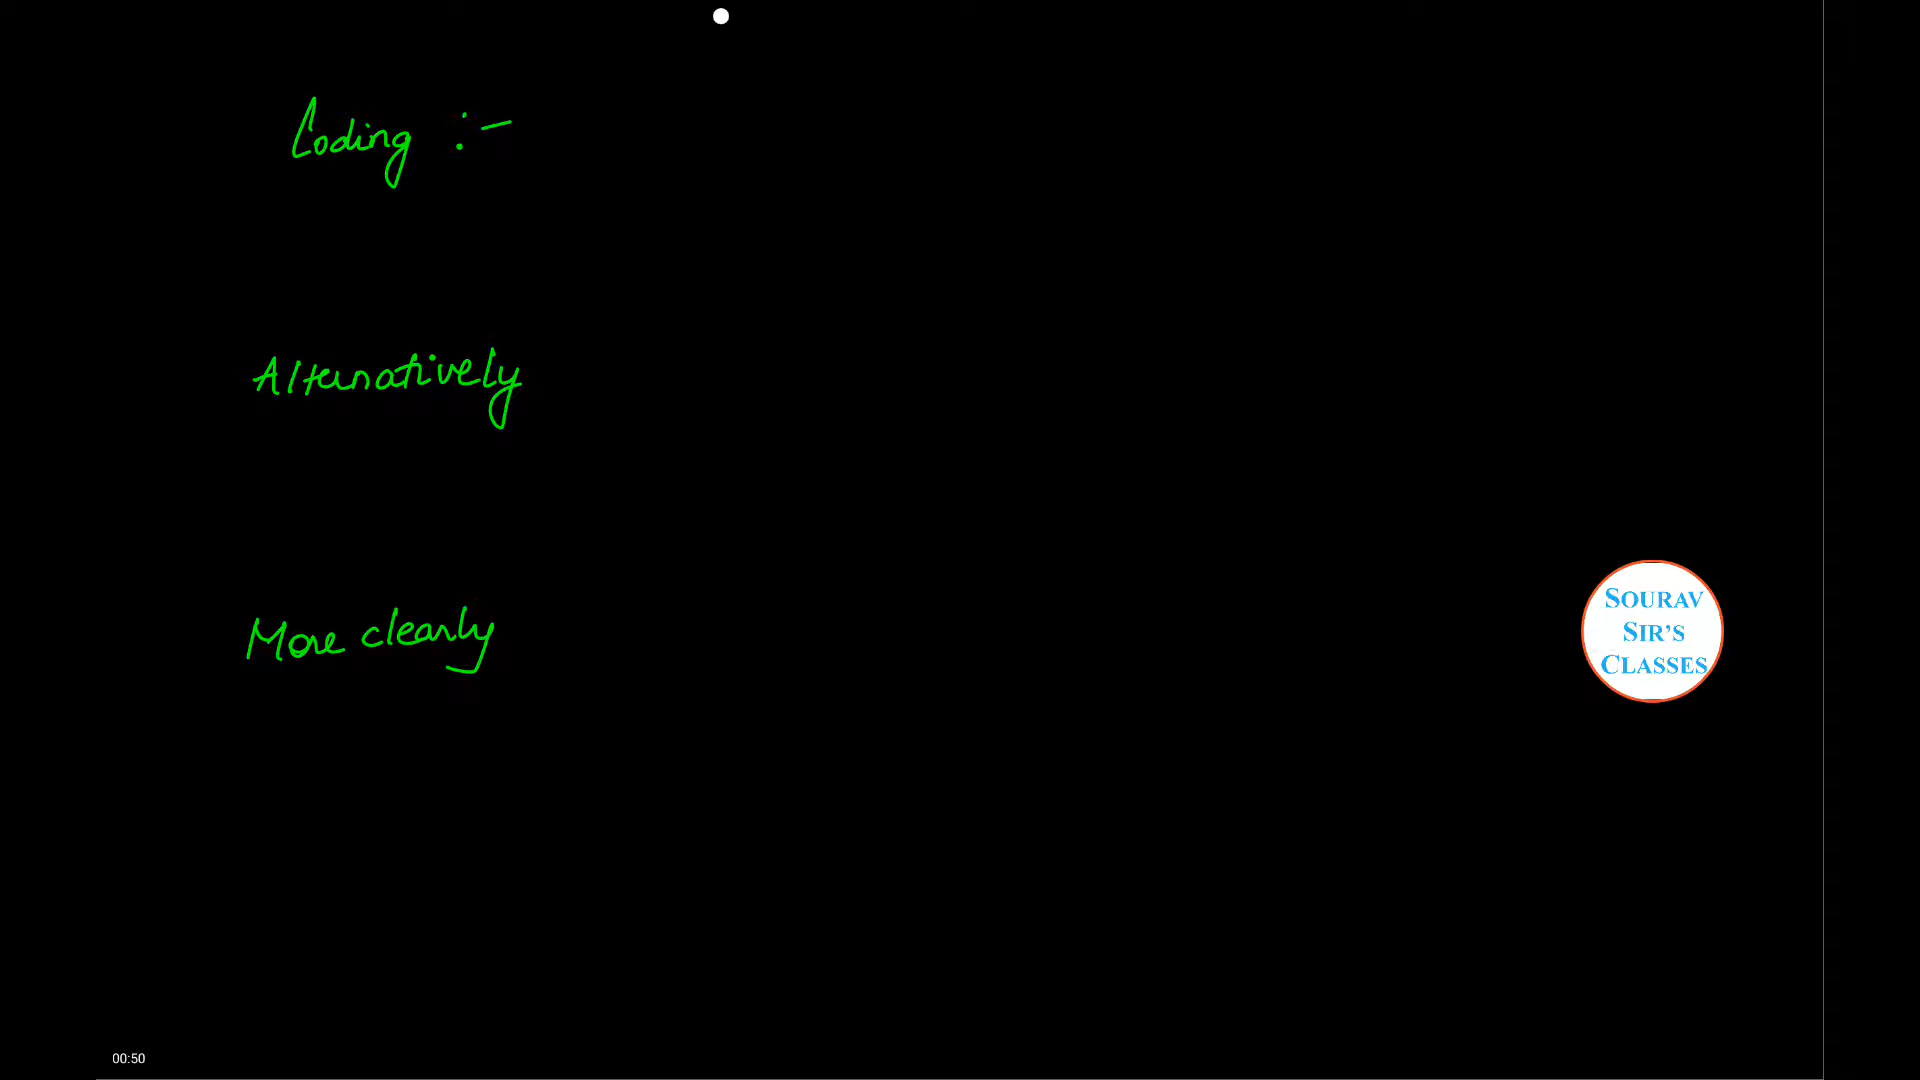 Coding :-
Alternatively
More clearly
SOURAV
SIR'S
CLASSES
00:50